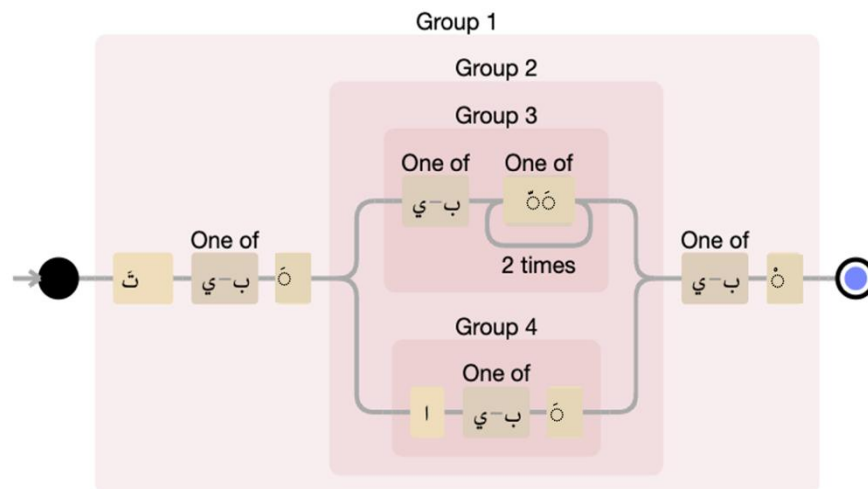 Group 1
Group 2
Group 3
One of One of
ب-ي ◌َ◌ّ
2 times
One of
تَ ب-ي ◌َ
One of
ب-ي ◌ْ
Group 4
One of
ا ب-ي ◌َ